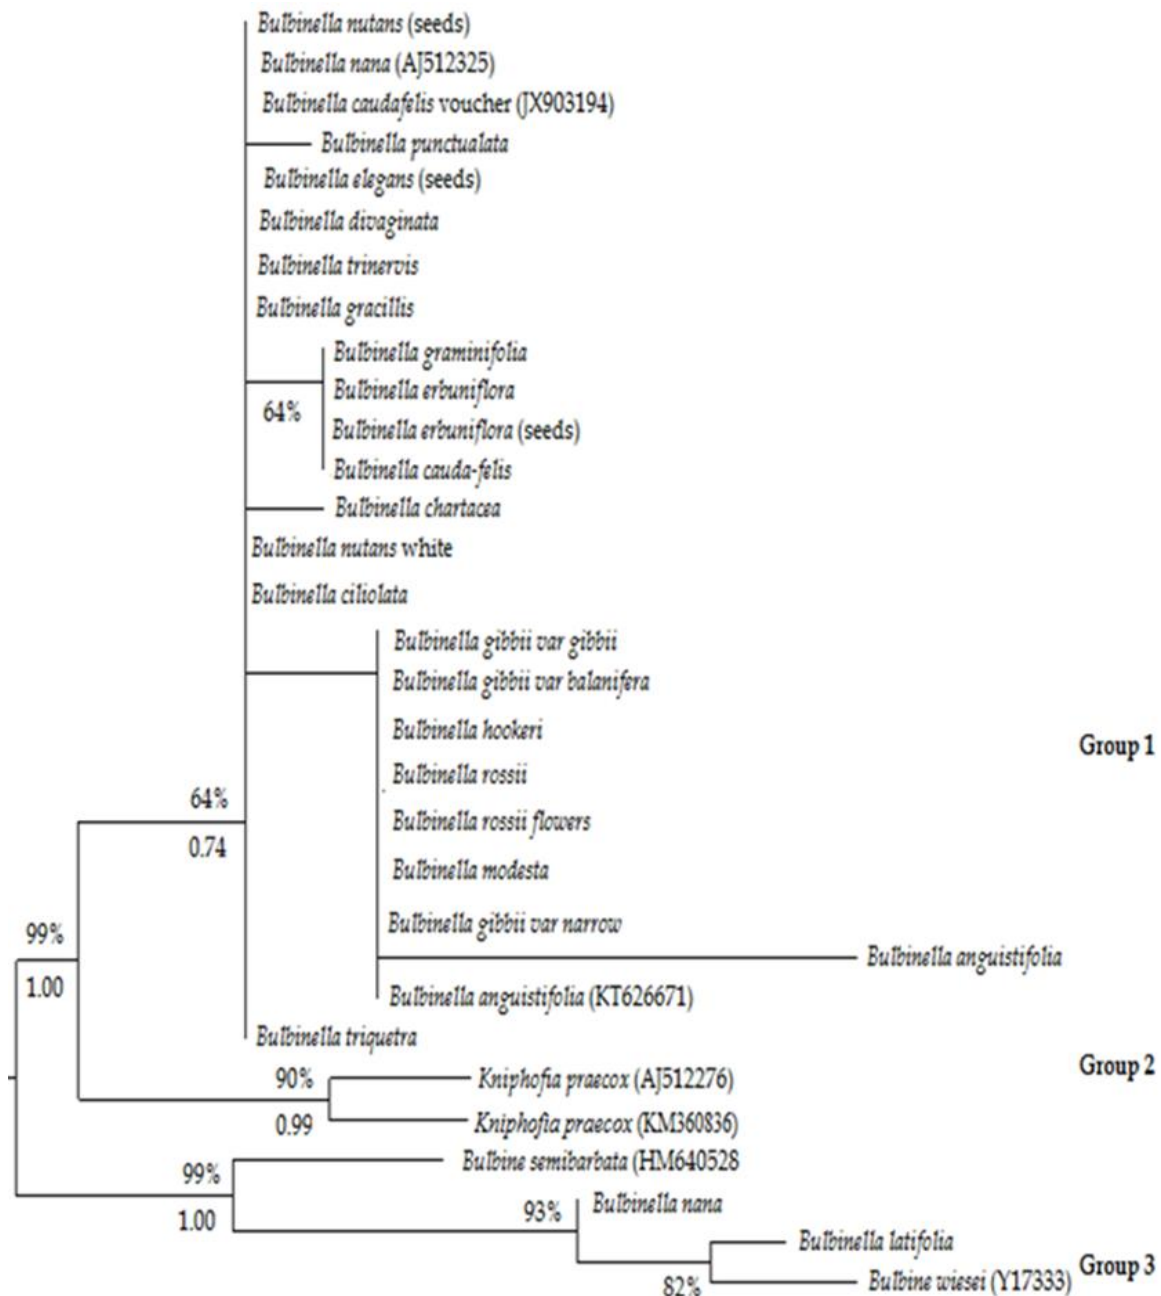 Bulbinella nutans (seeds)
Bulbinella nana (AJ512325)
Bulbinella caudafelis voucher (JX903194)
Bulbinella punctualata
Bulbinella elegans (seeds)
Bulbinella divaginata
Bulbinella trinervis
Bulbinella gracillis
Bulbinella graminifolia
Bulbinella erbuniflora
64%
Bulbinella erbuniflora (seeds)
Bulbinella cauda-felis
Bulbinella chartacea
Bulbinella nutans white
Bulbinella ciliolata
Bulbinella gibbii var gibbii
Bulbinella gibbii var balanifera
Bulbinella hookeri
Group 1
Bulbinella rossii
64%
Bulbinella rossii flowers
0.74
Bulbinella modesta
Bulbinella gibbii var narrow
99%
Bulbinella anguistifolia
1.00
Bulbinella anguistifolia (KT626671)
Bulbinella triquetra
Group 2
90%
Kniphofia praecox (AJ512276)
0.99
Kniphofia praecox (KM360836)
Bulbine semibarbata (HM640528
99%
Bulbinella nana
1.00
93%
Bulbinella latifolia
Group 3
82%
Bulbine wiesei (Y17333)